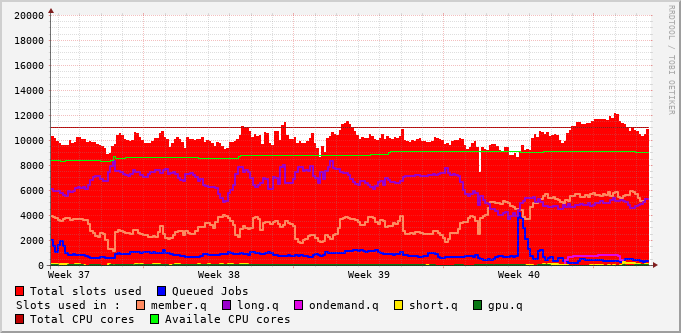 20000
18000
16000
14000
12000
10000
8000
6000
4000
2000
0
Week 37 Week 38 Week 39 Week 40
RRDTOOL / TOBI OETIKER
Total slots used Queued Jobs
Slots used in : member.q long.q ondemand.q short.q gpu.q
Total CPU cores Availale CPU cores